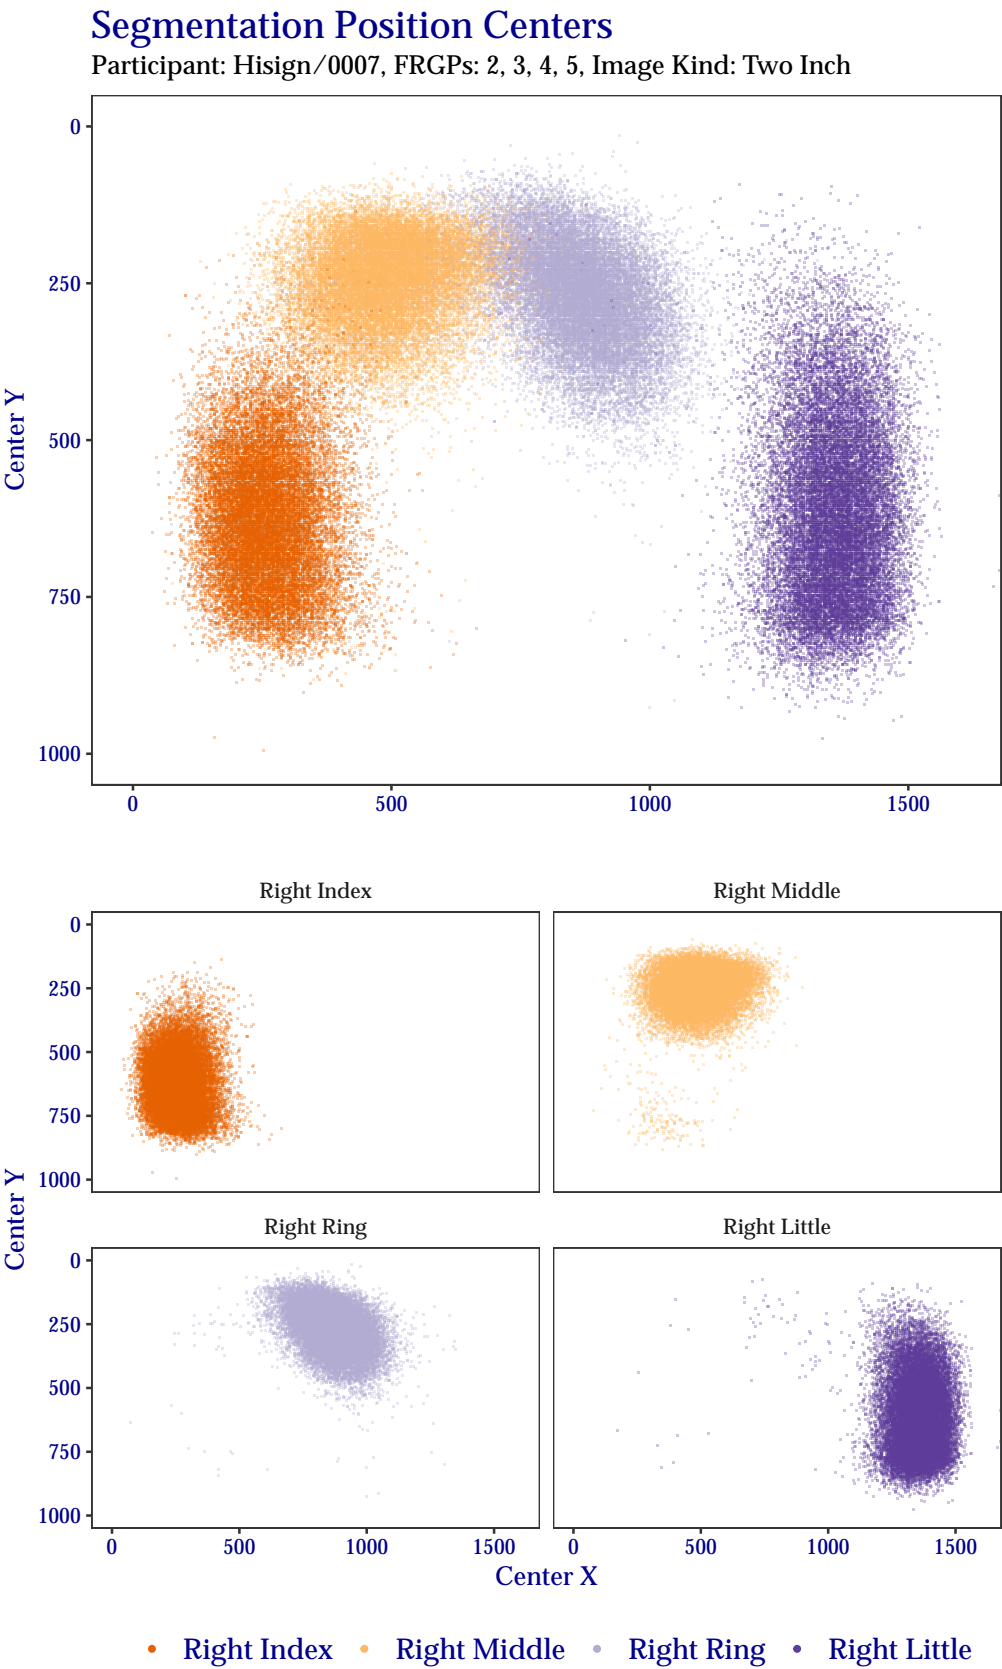 Segmentation Position Centers
Participant: Hisign/0007, FRGPs: 2, 3, 4, 5, Image Kind: Two Inch
0
250
500
750
1000
Center Y
0 500 1000 1500
Right Index Right Middle
0
250
500
750
1000
Center Y
Right Ring Right Little
0
250
500
750
1000
0 500 1000 1500 0 500 1000 1500
Center X
Right Index Right Middle Right Ring Right Little